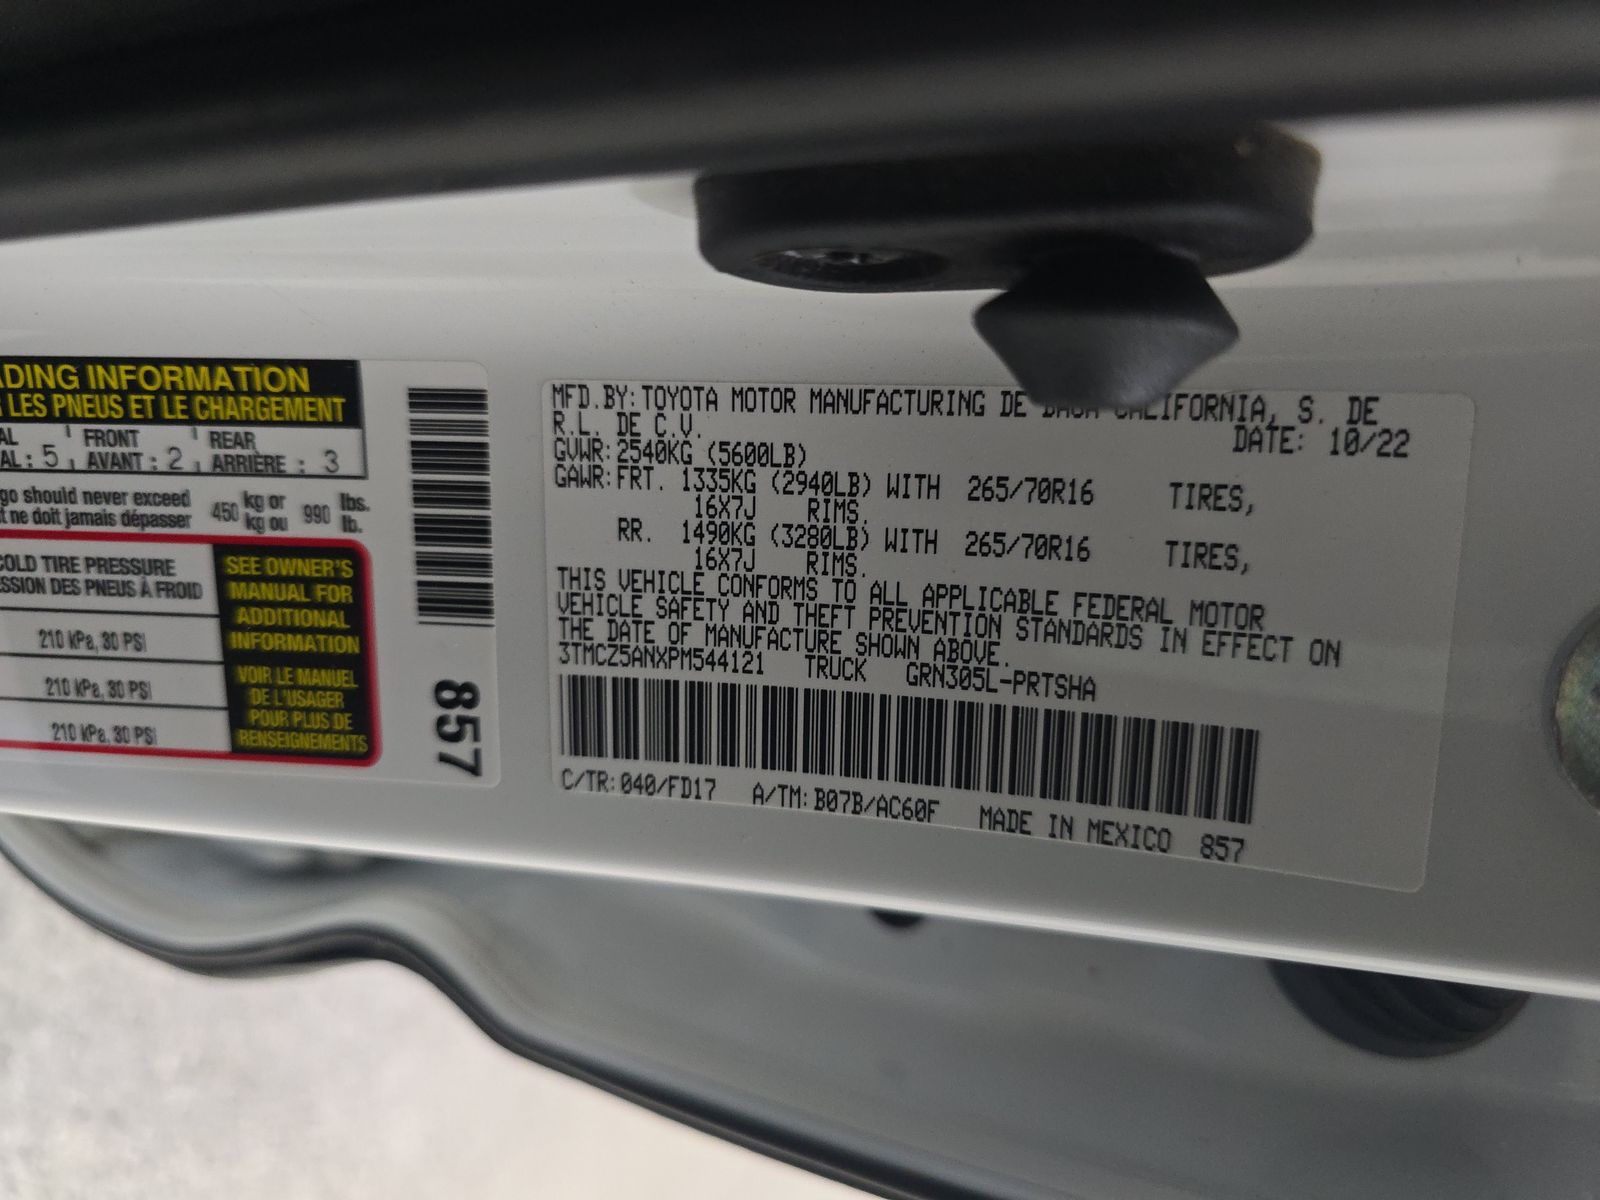 ADING INFORMATION
R LES PNEUS ET LE CHARGEMENT
AL FRONT REAR
AL: 5 AVANT: 2 ARRIÈRE: 3
go should never exceed 450 kg or 990 lbs.
t ne doit jamais dépasser kg ou lb.
COLD TIRE PRESSURE
SSION DES PNEUS À FROID
210 kPa, 30 PSI
210 kPa, 30 PSI
210 kPa, 30 PSI
SEE OWNER'S
MANUAL FOR
ADDITIONAL
INFORMATION
VOIR LE MANUEL
DE L'USAGER
POUR PLUS DE
RENSEIGNEMENTS
857
MFD.BY: TOYOTA MOTOR MANUFACTURING DE BAJA CALIFORNIA, S. DE
R.L. DE C.V. DATE: 10/22
GVWR: 2540KG (5600LB)
GAWR: FRT. 1335KG (2940LB) WITH 265/70R16 TIRES,
16X7J RIMS.
RR. 1490KG (3280LB) WITH 265/70R16 TIRES,
16X7J RIMS.
THIS VEHICLE CONFORMS TO ALL APPLICABLE FEDERAL MOTOR
VEHICLE SAFETY AND THEFT PREVENTION STANDARDS IN EFFECT ON
THE DATE OF MANUFACTURE SHOWN ABOVE.
3TMCZ5ANXPM544121 TRUCK GRN305L-PRTSHA
C/TR: 040/FD17 A/TM: B07B/AC60F MADE IN MEXICO 857